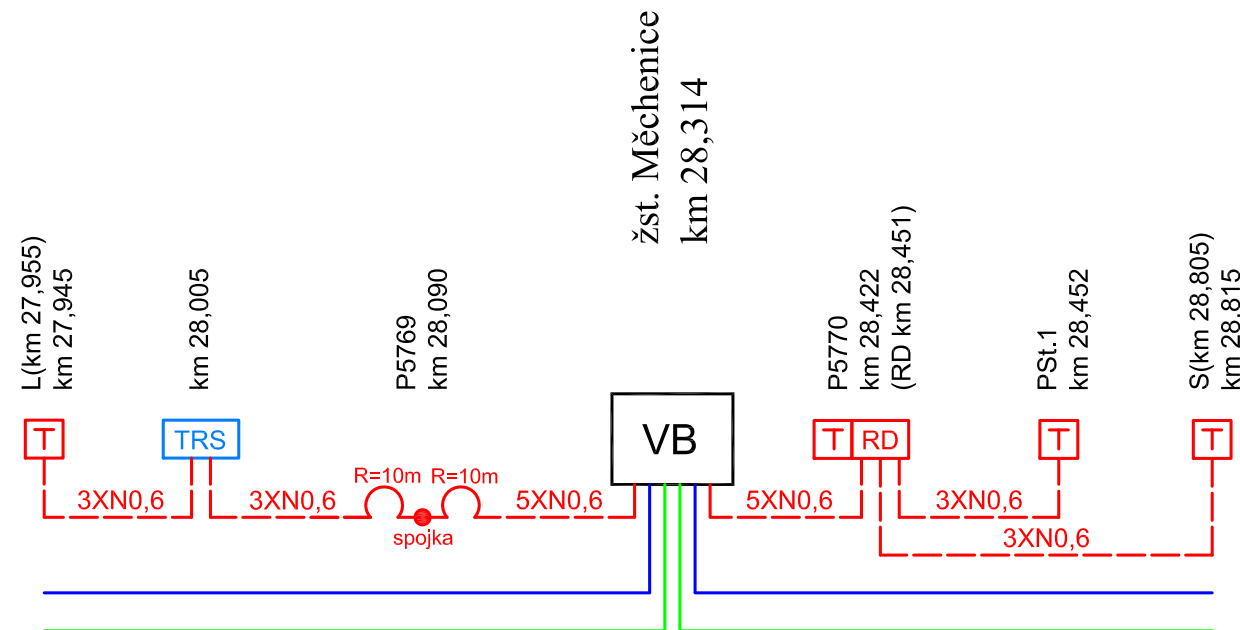 žst. Měchenice
km 28,314
L(km 27,955)
km 27,945
km 28,005
P5769
km 28,090
P5770
km 28,422
(RD km 28,451)
PSt.1
km 28,452
S(km 28,805)
km 28,815
T
TRS
VB
T
RD
T
T
R=10m
R=10m
3XN0,6
3XN0,6
5XN0,6
5XN0,6
3XN0,6
spojka
3XN0,6